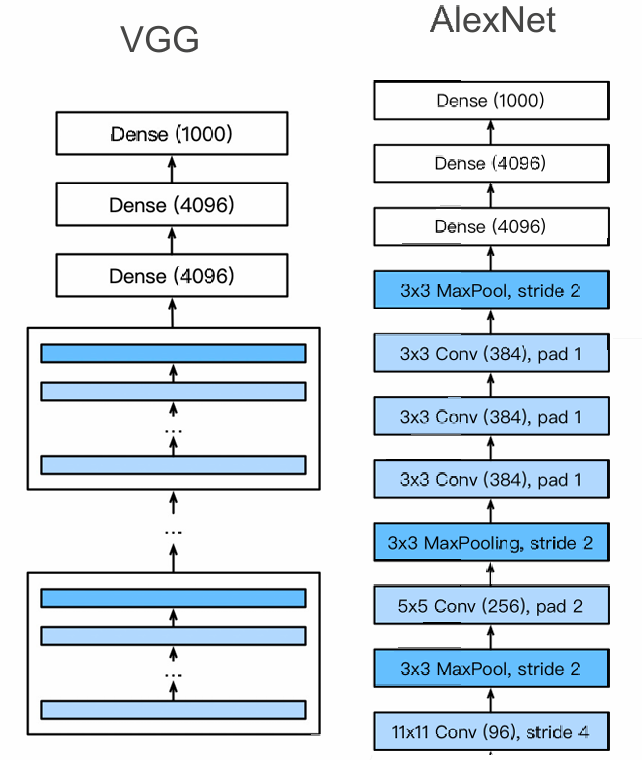 VGG
Dense (1000)
Dense (4096)
Dense (4096)
...
...
...
AlexNet
Dense (1000)
Dense (4096)
Dense (4096)
3x3 MaxPool, stride 2
3x3 Conv (384), pad 1
3x3 Conv (384), pad 1
3x3 Conv (384), pad 1
3x3 MaxPooling, stride 2
5x5 Conv (256), pad 2
3x3 MaxPool, stride 2
11x11 Conv (96), stride 4